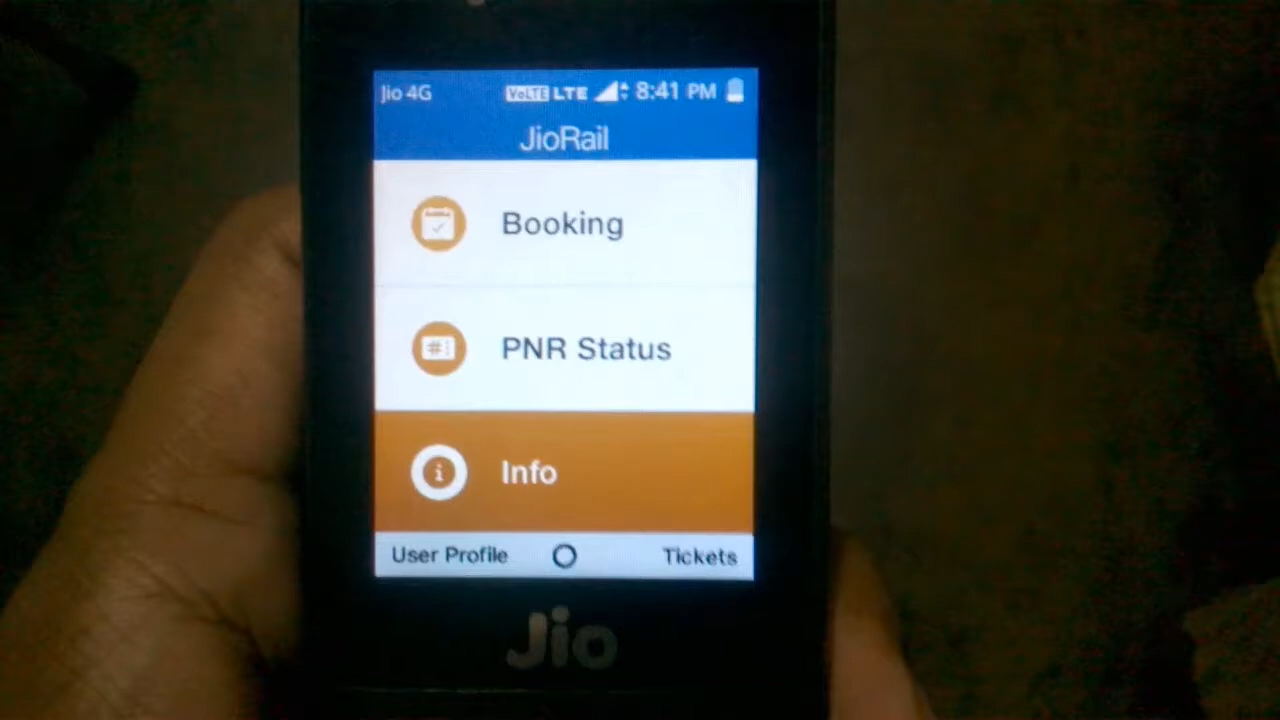 Jio 4G VoLTE LTE 8:41 PM
JioRail
Booking
PNR Status
Info
User Profile Tickets
Jio